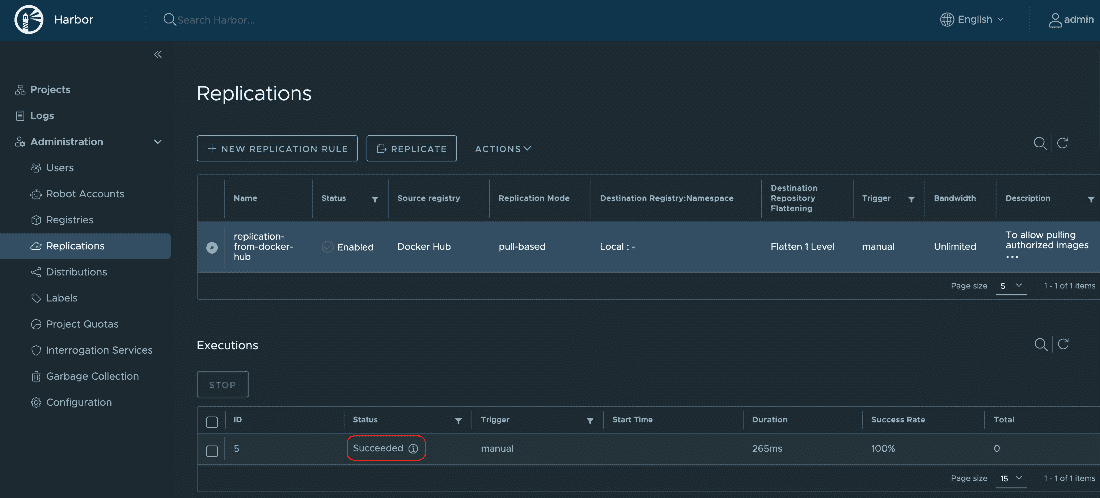 Harbor
Search Harbor...
English
admin
Projects
Logs
Administration
Users
Robot Accounts
Registries
Replications
Distributions
Labels
Project Quotas
Interrogation Services
Garbage Collection
Configuration
Replications
+ NEW REPLICATION RULE
REPLICATE
ACTIONS
Name
Status
Source registry
Replication Mode
Destination Registry:Namespace
Destination
Repository
Flattening
Trigger
Bandwidth
Description
replication-
from-docker-
hub
Enabled
Docker Hub
pull-based
Local : -
Flatten 1 Level
manual
Unlimited
To allow pulling
authorized images
...
Page size 5 1 - 1 of 1 items
Executions
STOP
ID Status Trigger Start Time Duration Success Rate Total
5 Succeeded manual 265ms 100% 0
Page size 15 1 - 1 of 1 items